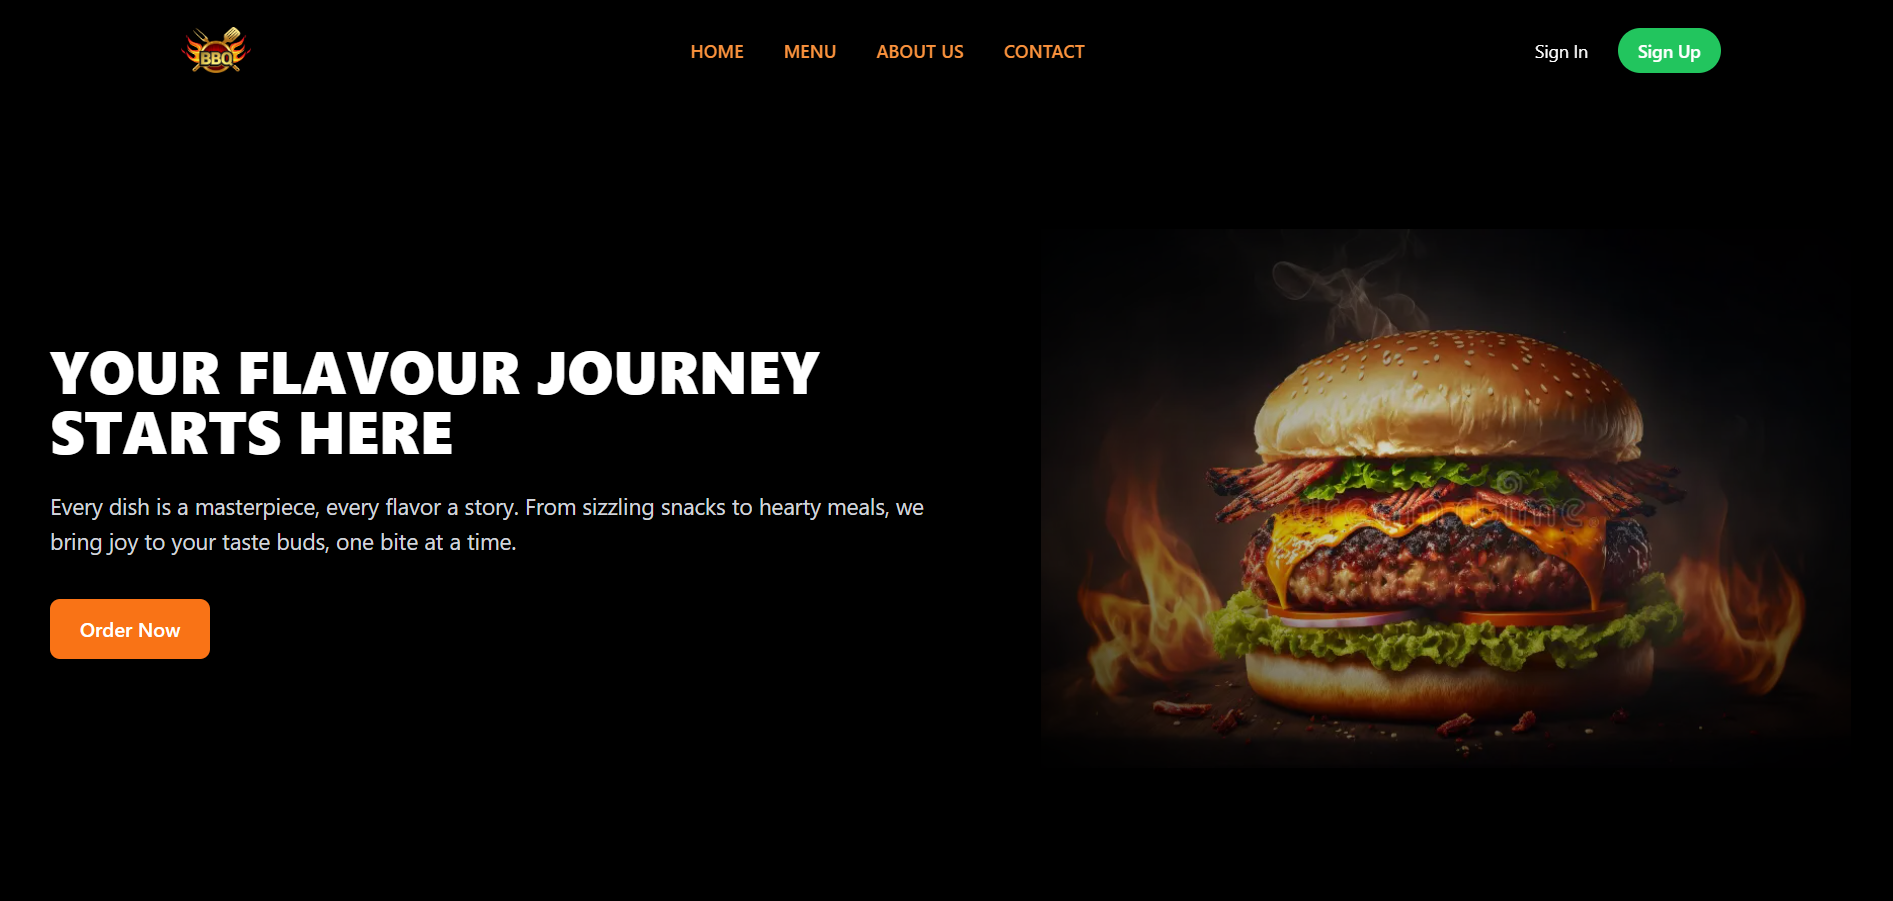 BBQ
HOME MENU ABOUT US CONTACT
Sign In Sign Up
YOUR FLAVOUR JOURNEY
STARTS HERE
Every dish is a masterpiece, every flavor a story. From sizzling snacks to hearty meals, we
bring joy to your taste buds, one bite at a time.
Order Now